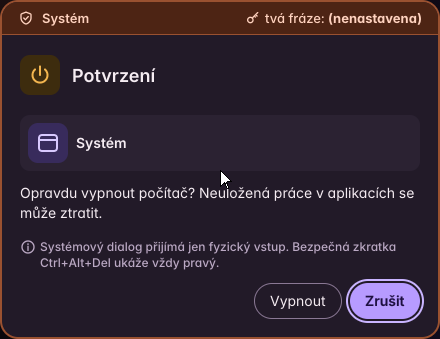 Systém
tvá fráze: (nenastavena)
Potvrzení
Systém
Opravdu vypnout počítač? Neuložená práce v aplikacích se
může ztratit.
Systémový dialog přijímá jen fyzický vstup. Bezpečná zkratka
Ctrl+Alt+Del ukáže vždy pravý.
Vypnout
Zrušit